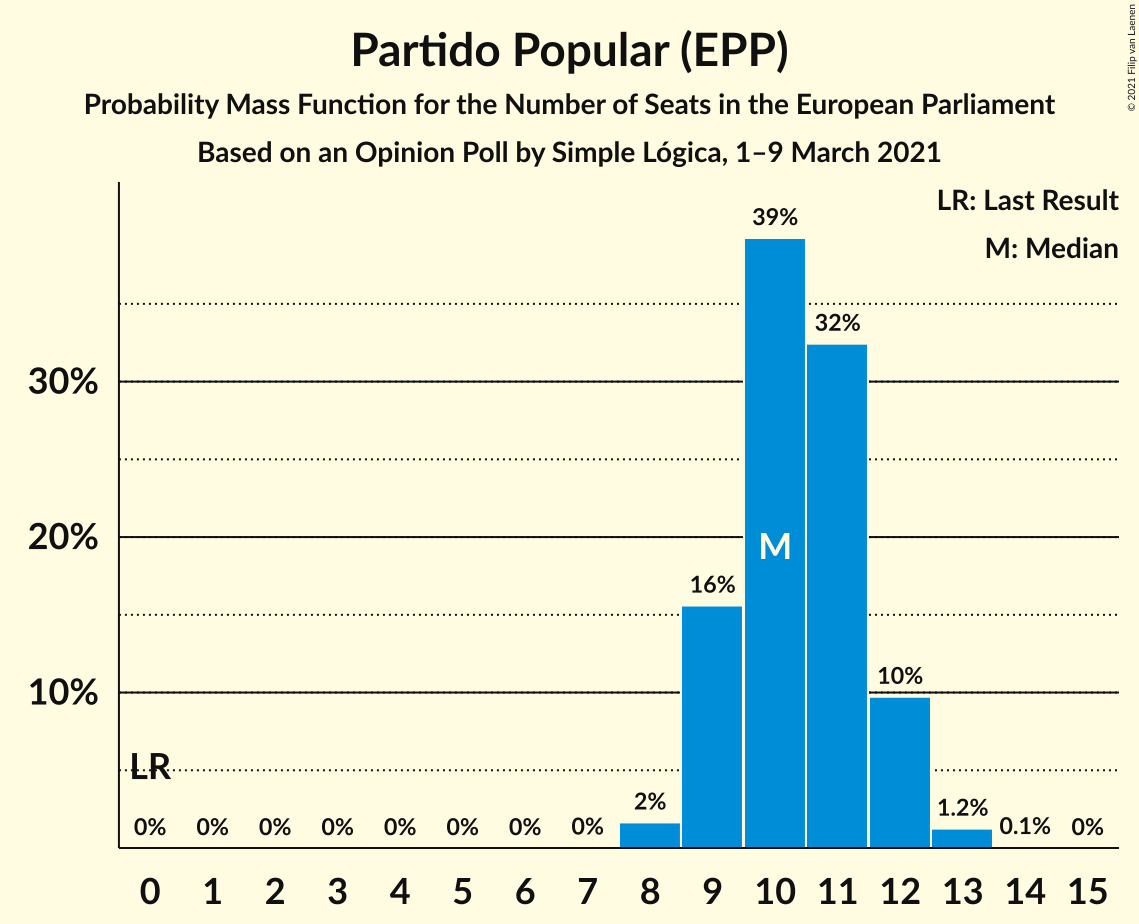 Partido Popular (EPP)
Probability Mass Function for the Number of Seats in the European Parliament
Based on an Opinion Poll by Simple Lógica, 1–9 March 2021
© 2021 Filip van Laenen
LR: Last Result
M: Median
39%
32%
30%
20%
M
16%
10%
10%
LR
2%
1.2%
0% 0% 0% 0% 0% 0% 0% 0% 0.1% 0%
0 1 2 3 4 5 6 7 8 9 10 11 12 13 14 15